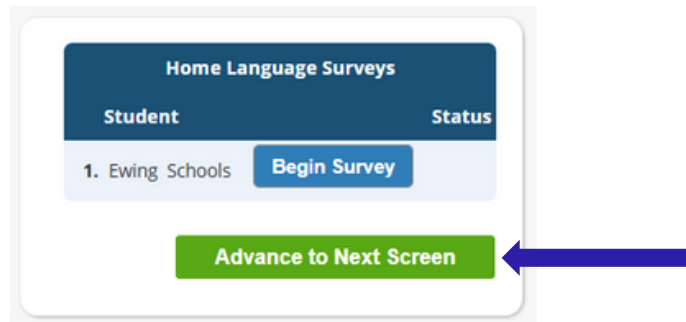 Home Language Surveys
Student Status
1. Ewing Schools Begin Survey
Advance to Next Screen